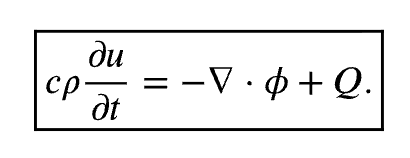 cρ ∂u/∂t = −∇ · ϕ + Q.